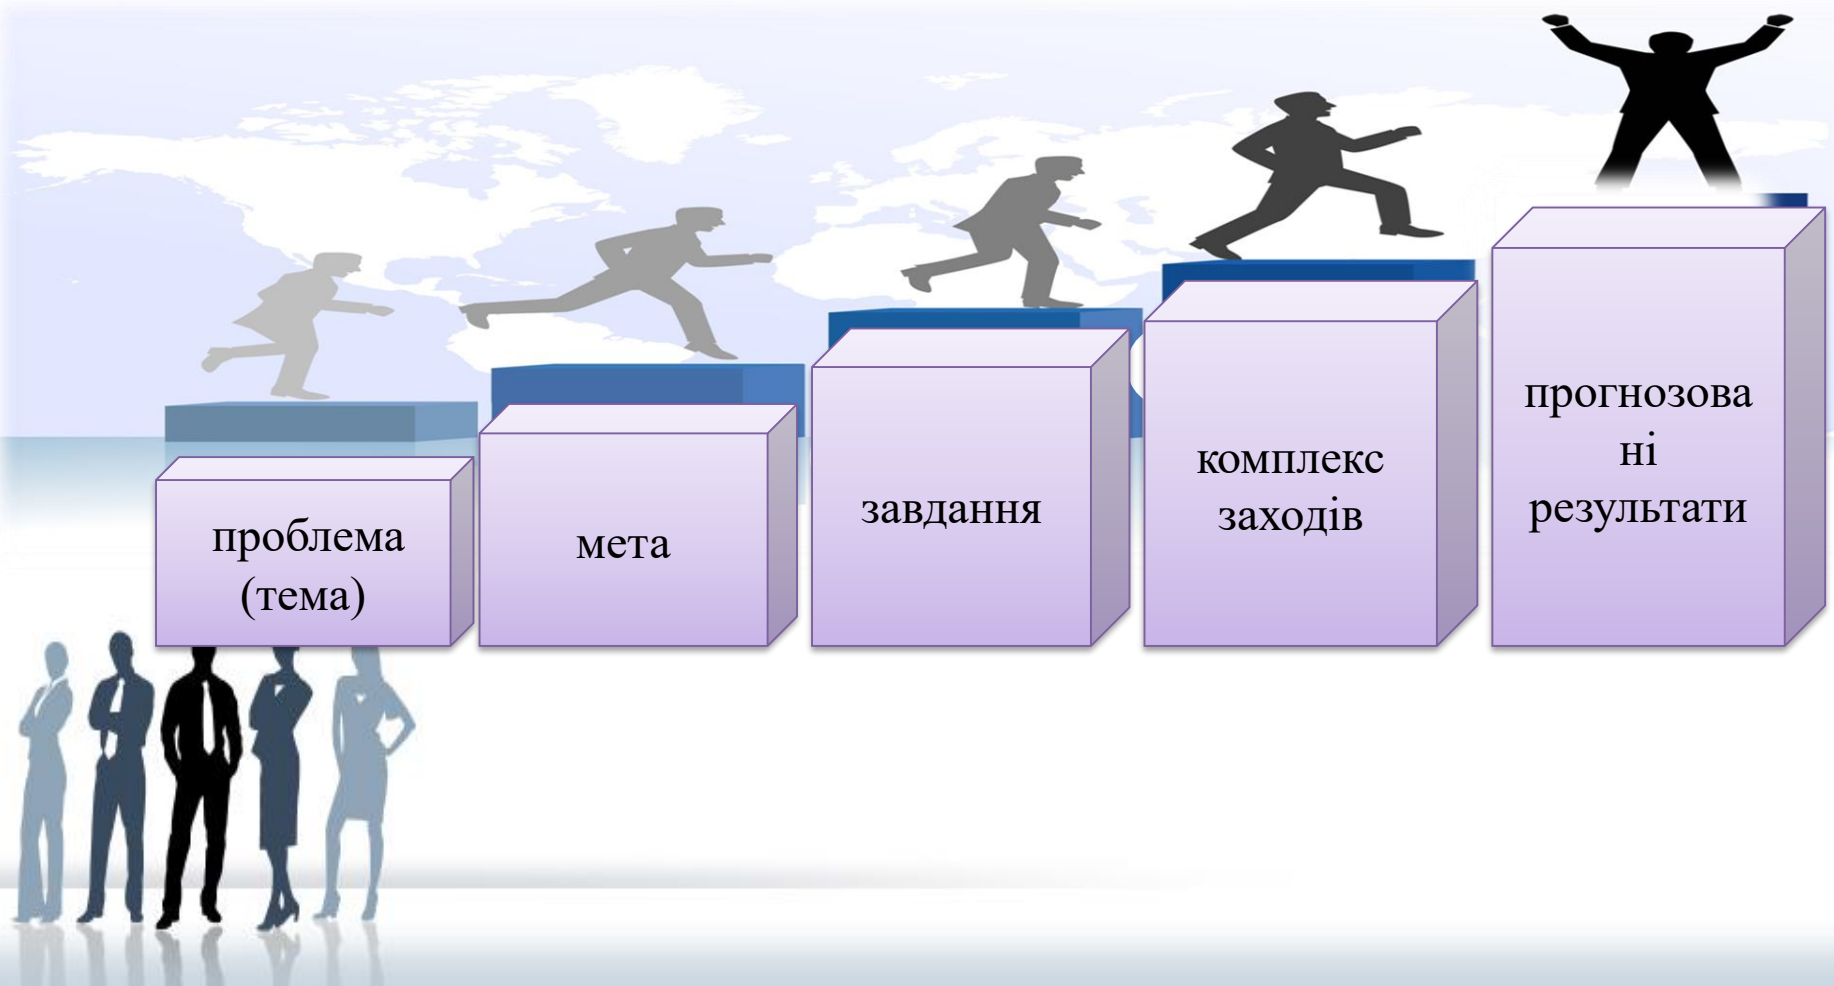 проблема
(тема)
мета
завдання
комплекс
заходів
прогнозова
ні
результати